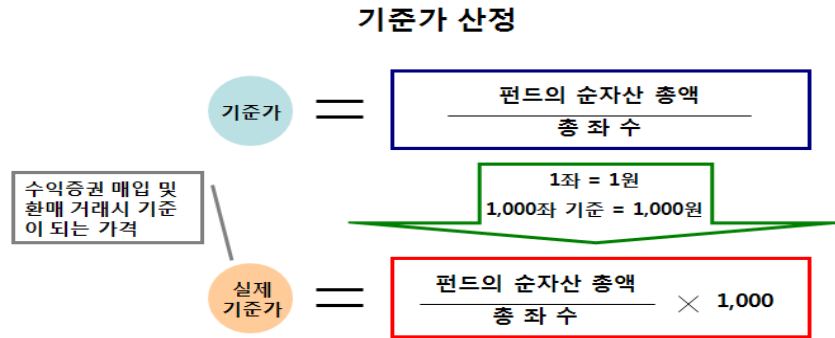 기준가 산정
기준가
펀드의 순자산 총액
총 좌 수
수익증권 매입 및
환매 거래시 기준
이 되는 가격
1좌 = 1원
1,000좌 기준 = 1,000원
실제
기준가
펀드의 순자산 총액
총 좌 수
× 1,000